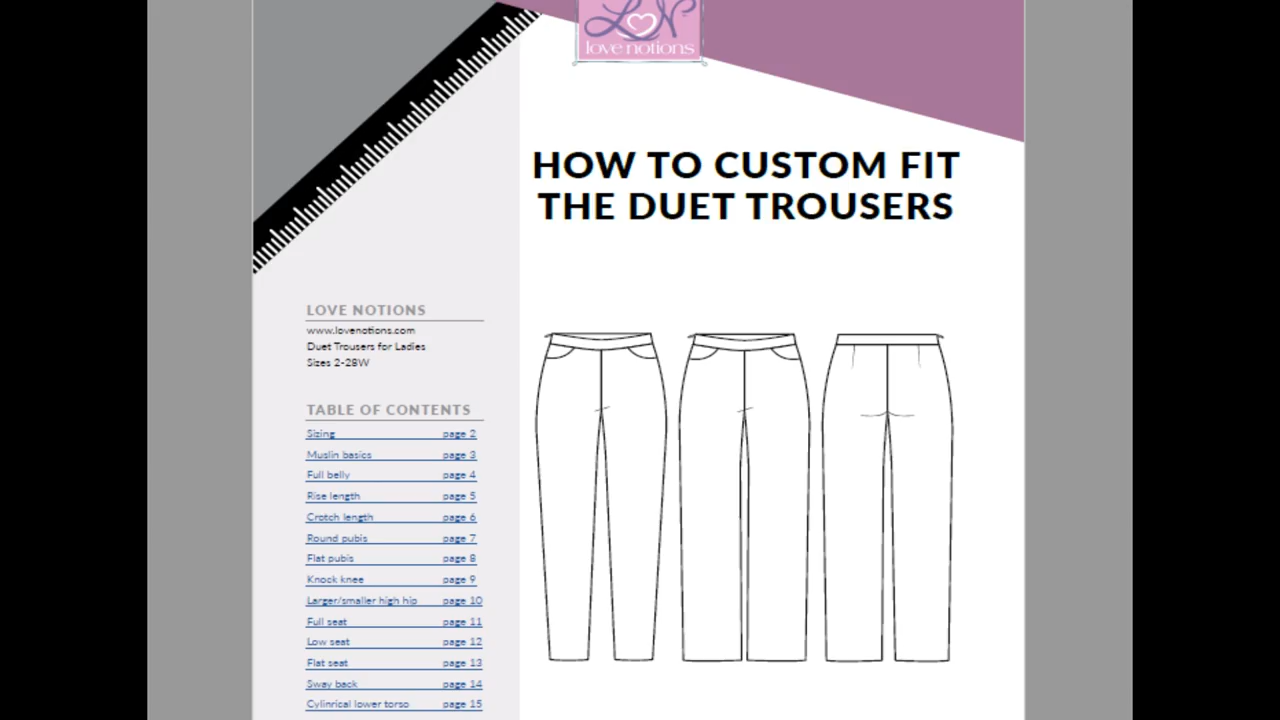 LN
love notions
HOW TO CUSTOM FIT
THE DUET TROUSERS
LOVE NOTIONS
www.lovenotions.com
Duet Trousers for Ladies
Sizes 2-28W
TABLE OF CONTENTS
Sizing page 2
Muslin basics page 3
Full belly page 4
Rise length page 5
Crotch length page 6
Round pubis page 7
Flat pubis page 8
Knock knee page 9
Larger/smaller high hip page 10
Full seat page 11
Low seat page 12
Flat seat page 13
Sway back page 14
Cylinrical lower torso page 15